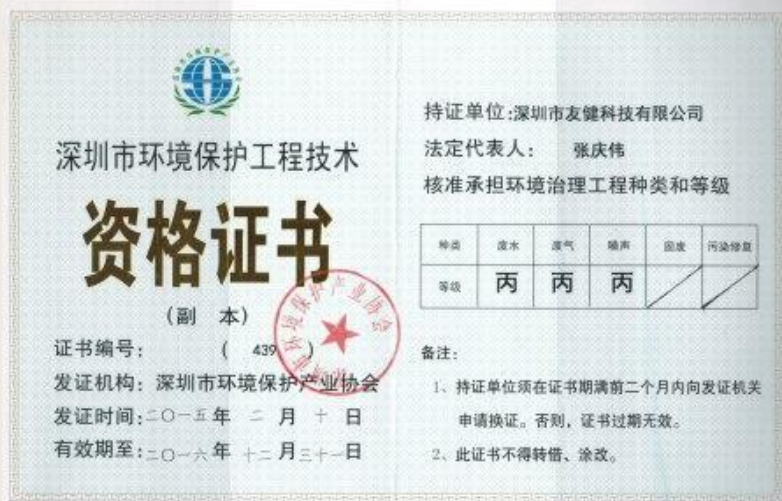 深圳市环境保护工程技术
资格证书
(副 本)
证书编号: ( 439 )
发证机构: 深圳市环境保护产业协会
发证时间:二〇一五年 二 月 十 日
有效期至:二〇一六年 十二 月三十一日
持证单位:深圳市友健科技有限公司
法定代表人: 张庆伟
核准承担环境治理工程种类和等级
种类 废水 废气 噪声 固废 污染修复
等级 丙 丙 丙
备注:
1、持证单位须在证书期满前二个月内向发证机关
申请换证。否则,证书过期无效。
2、此证书不得转借、涂改。